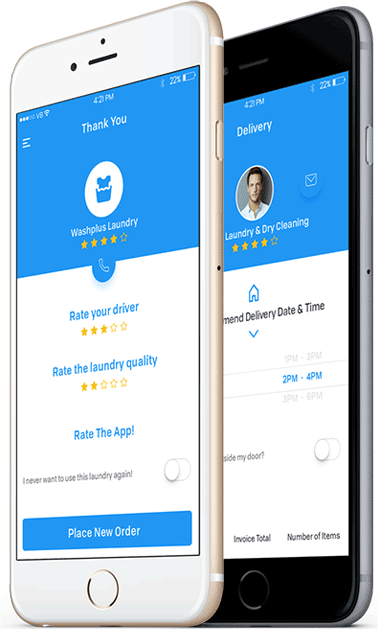 VB
4:21 PM
22%
Thank You
Washplus Laundry
Rate your driver
Rate the laundry quality
Rate The App!
I never want to use this laundry again!
Place New Order
4:21 PM
22%
Delivery
Laundry & Dry Cleaning
mend Delivery Date & Time
1PM - 3PM
2PM - 4PM
3PM - 5PM
side my door?
Invoice Total
Number of Items